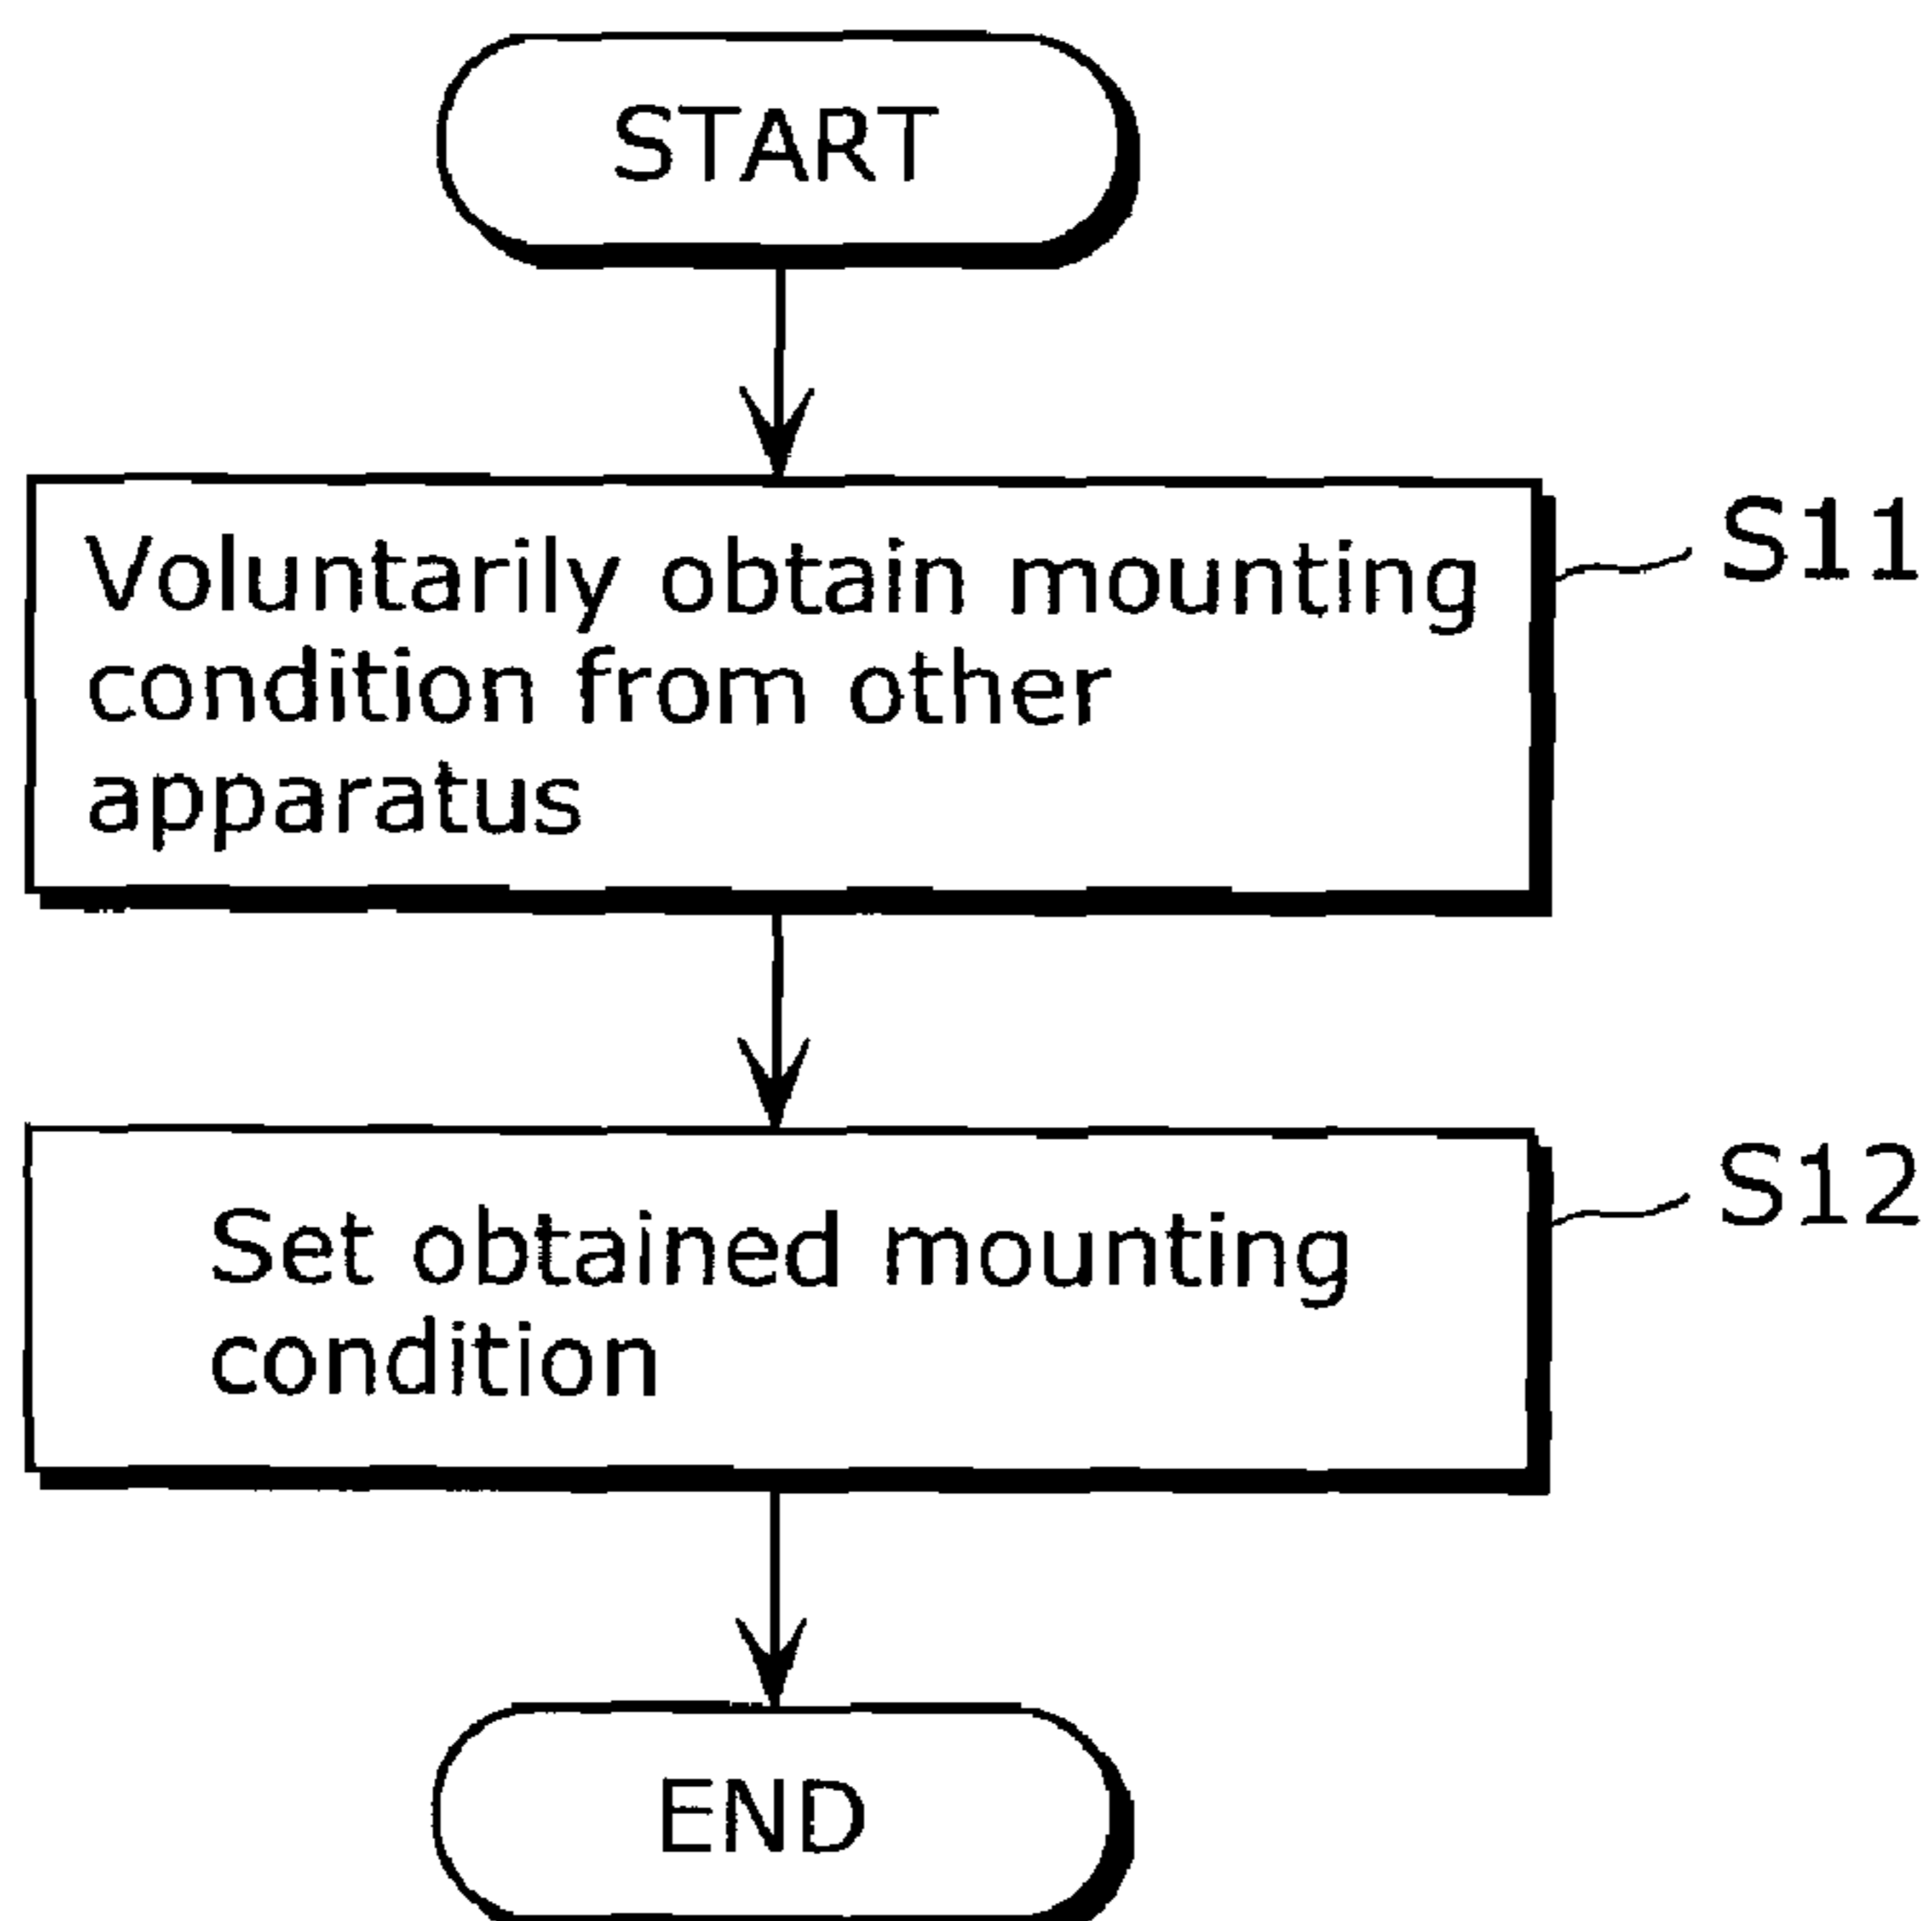 START
Voluntarily obtain mounting
condition from other
apparatus
S11
Set obtained mounting
condition
S12
END